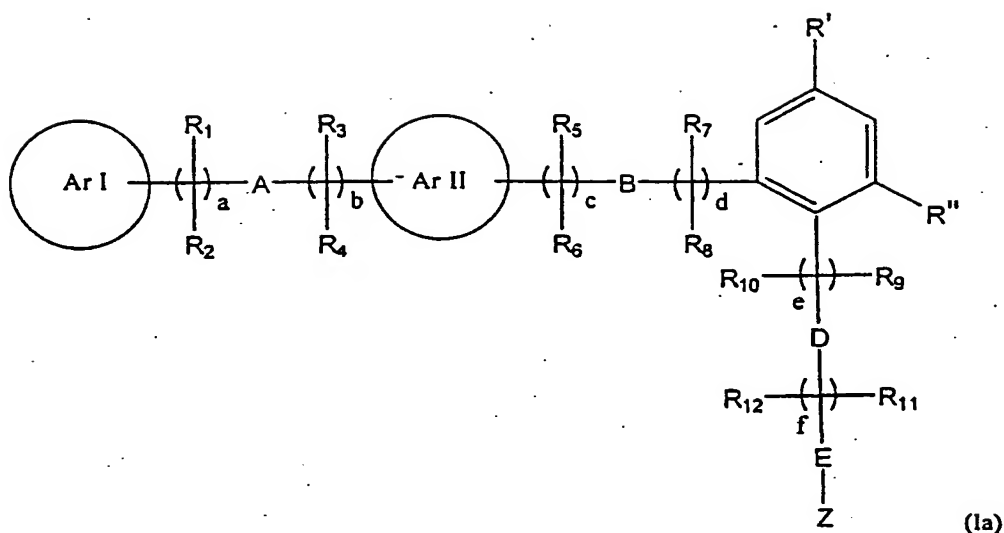 R'
R1 R3 R5 R7
Ar I ( ) a A ( ) b - Ar II ( ) c B ( ) d
R2 R4 R6 R8 R"
R10 ( ) e R9
D
R12 ( ) f R11
E
Z
(Ia)